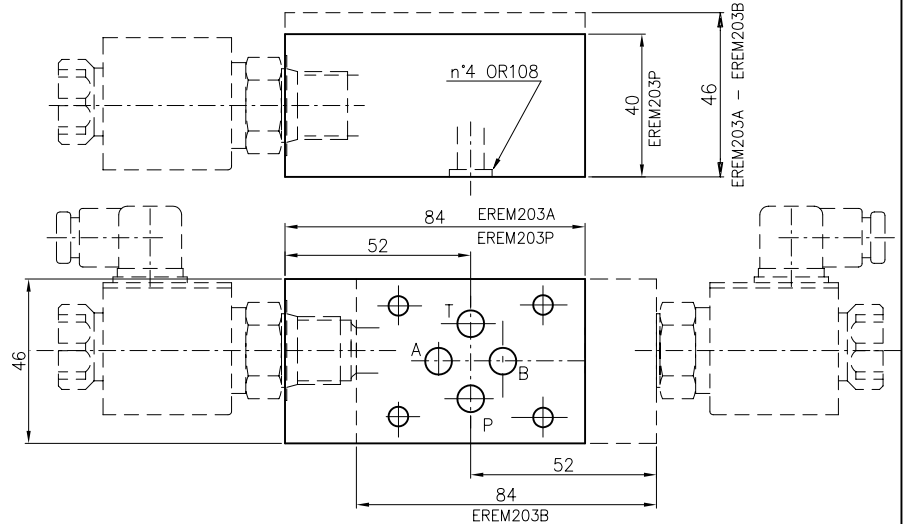 n°4 OR108
40
EREM203P
46
EREM203A - EREM203B
84 EREM203A
EREM203P
52
46
T
A
B
P
52
84
EREM203B